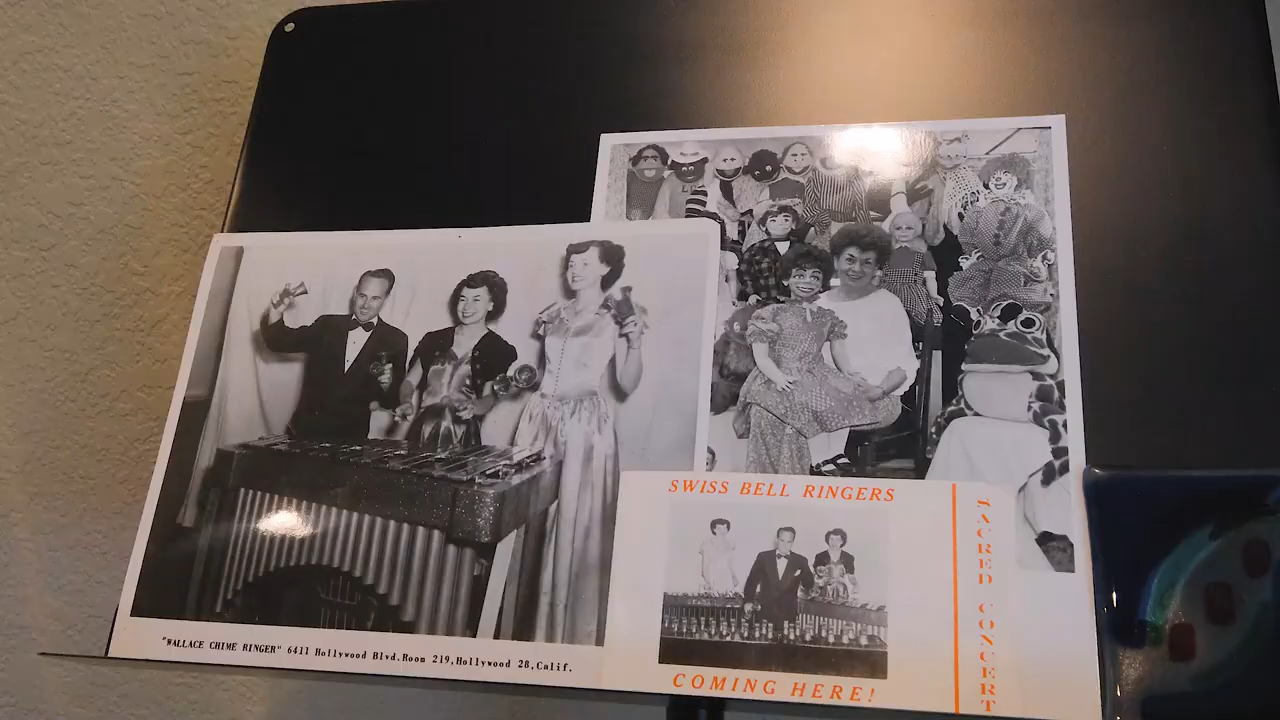 "WALLACE CHIME RINGER" 6411 Hollywood Blvd.Room 219,Hollywood 28,Calif.
SWISS BELL RINGERS
COMING HERE!
SACRED CONCERT